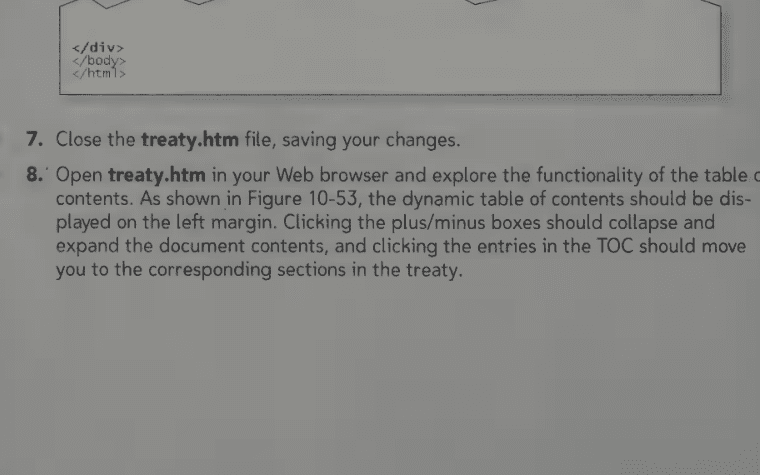 </div>
</body>
</html>
7. Close the treaty.htm file, saving your changes.
8. Open treaty.htm in your Web browser and explore the functionality of the table
contents. As shown in Figure 10-53, the dynamic table of contents should be dis-
played on the left margin. Clicking the plus/minus boxes should collapse and
expand the document contents, and clicking the entries in the TOC should move
you to the corresponding sections in the treaty.